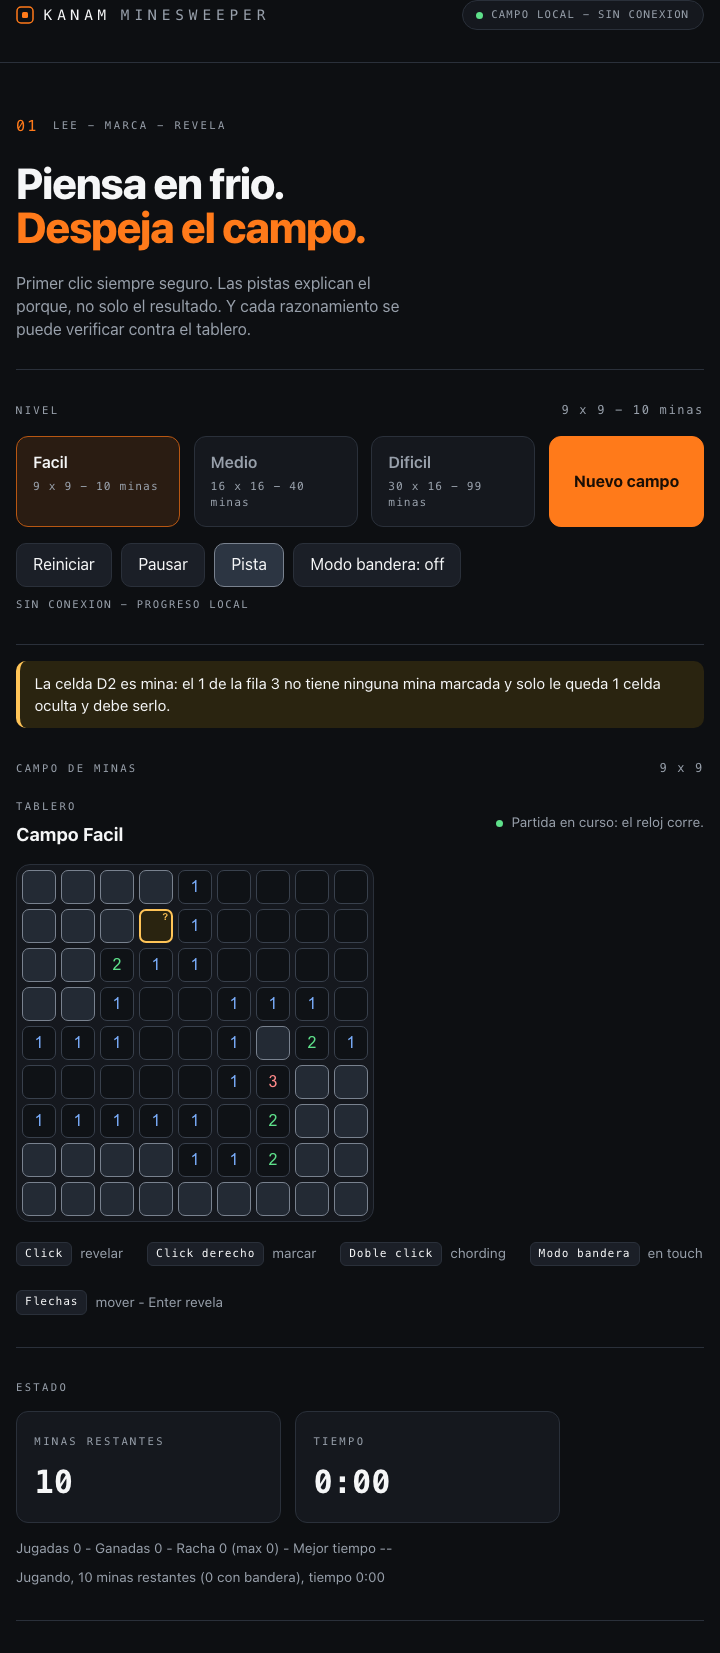 KANAM MINESWEEPER
CAMPO LOCAL – SIN CONEXION
01 LEE – MARCA – REVELA
Piensa en frio.
Despeja el campo.
Primer clic siempre seguro. Las pistas explican el
porque, no solo el resultado. Y cada razonamiento se
puede verificar contra el tablero.
NIVEL
9 x 9 – 10 minas
Facil
9 x 9 – 10 minas
Medio
16 x 16 – 40
minas
Dificil
30 x 16 – 99
minas
Nuevo campo
Reiniciar
Pausar
Pista
Modo bandera: off
SIN CONEXION – PROGRESO LOCAL
La celda D2 es mina: el 1 de la fila 3 no tiene ninguna mina marcada y solo le queda 1 celda
oculta y debe serlo.
CAMPO DE MINAS
9 x 9
TABLERO
Campo Facil
Partida en curso: el reloj corre.
1
? 1
2 1 1
1 1 1 1
1 1 1 1 2 1
1 3
1 1 1 1 1 2
1 1 2
Click revelar
Click derecho marcar
Doble click chording
Modo bandera en touch
Flechas mover - Enter revela
ESTADO
MINAS RESTANTES
10
TIEMPO
0:00
Jugadas 0 - Ganadas 0 - Racha 0 (max 0) - Mejor tiempo --
Jugando, 10 minas restantes (0 con bandera), tiempo 0:00